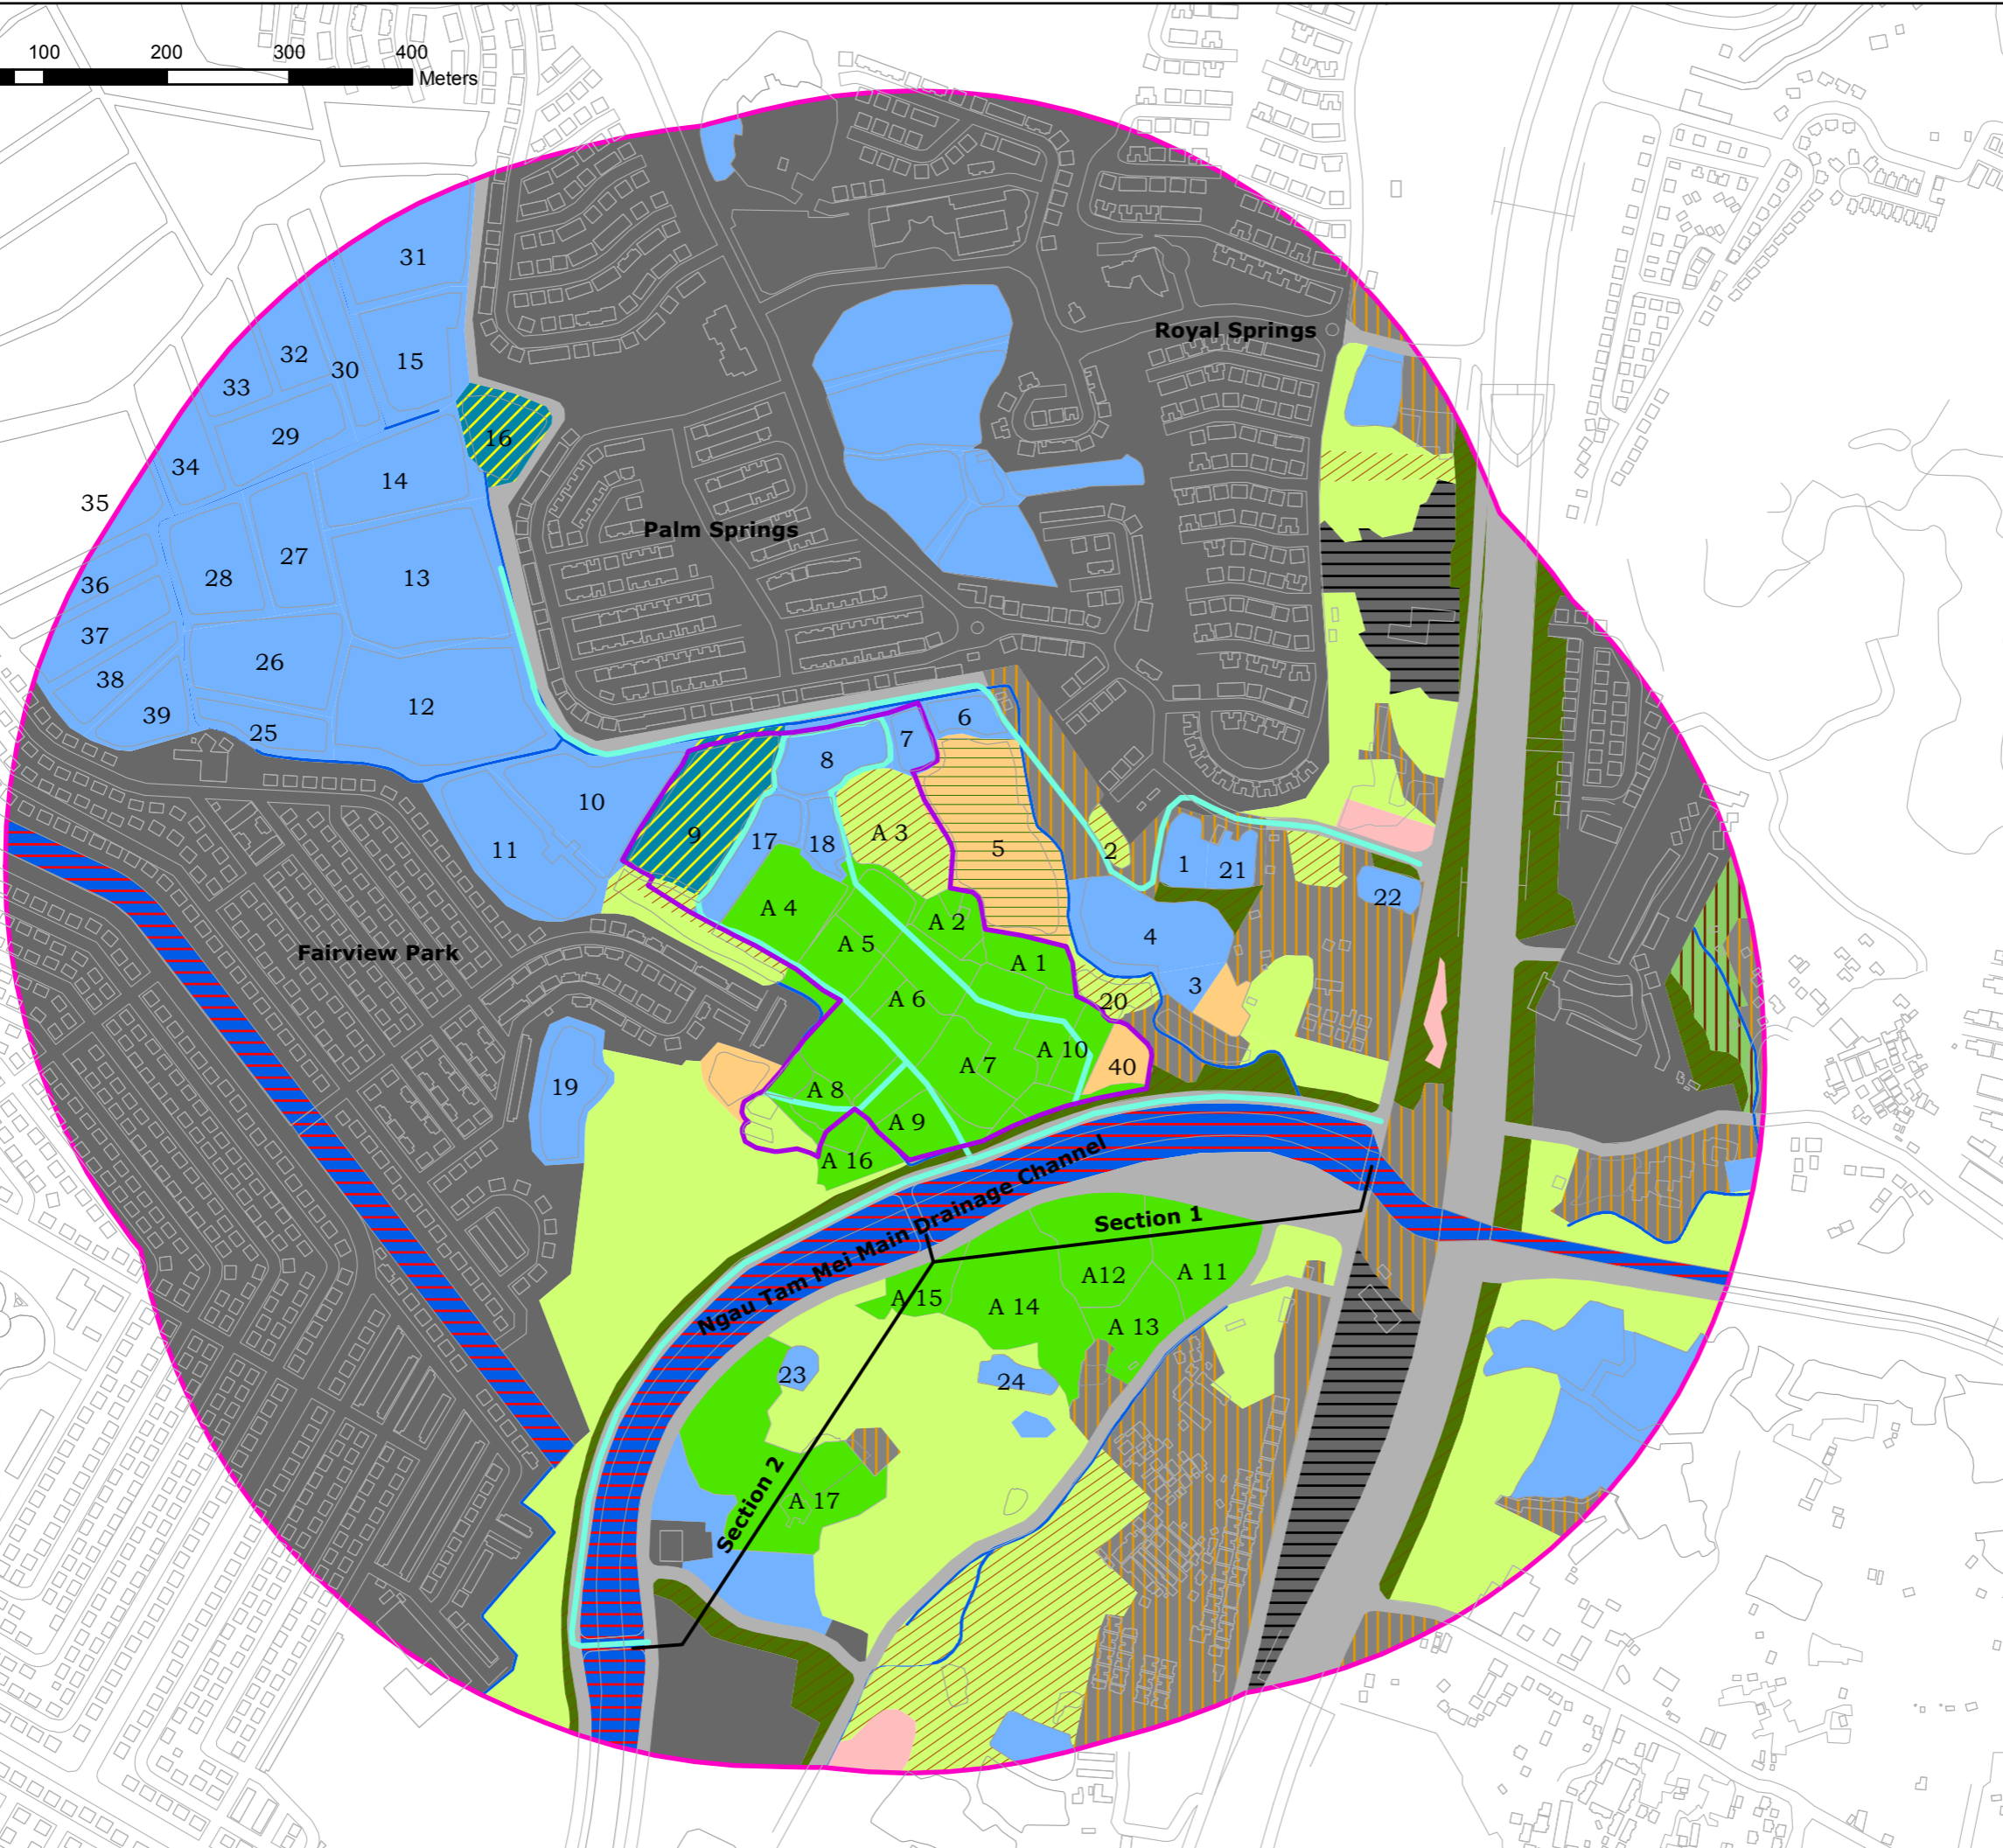 100 200 300 400
Meters
31
Royal Springs
32
30
15
33
29
16
34
14
35
Palm Springs
27
28
13
36
37
26
38
12
39
25
6
7
8
10
9
17
18
A 3
5
2
1
21
11
22
A 4
A 2
A 5
4
Fairview Park
A 1
3
A 6
20
A 10
A 7
40
19
A 8
A 9
A 16
Ngau Tam Mei Main Drainage Channel
Section 1
A12
A 11
A 15
A 14
A 13
23
24
Section 2
A 17